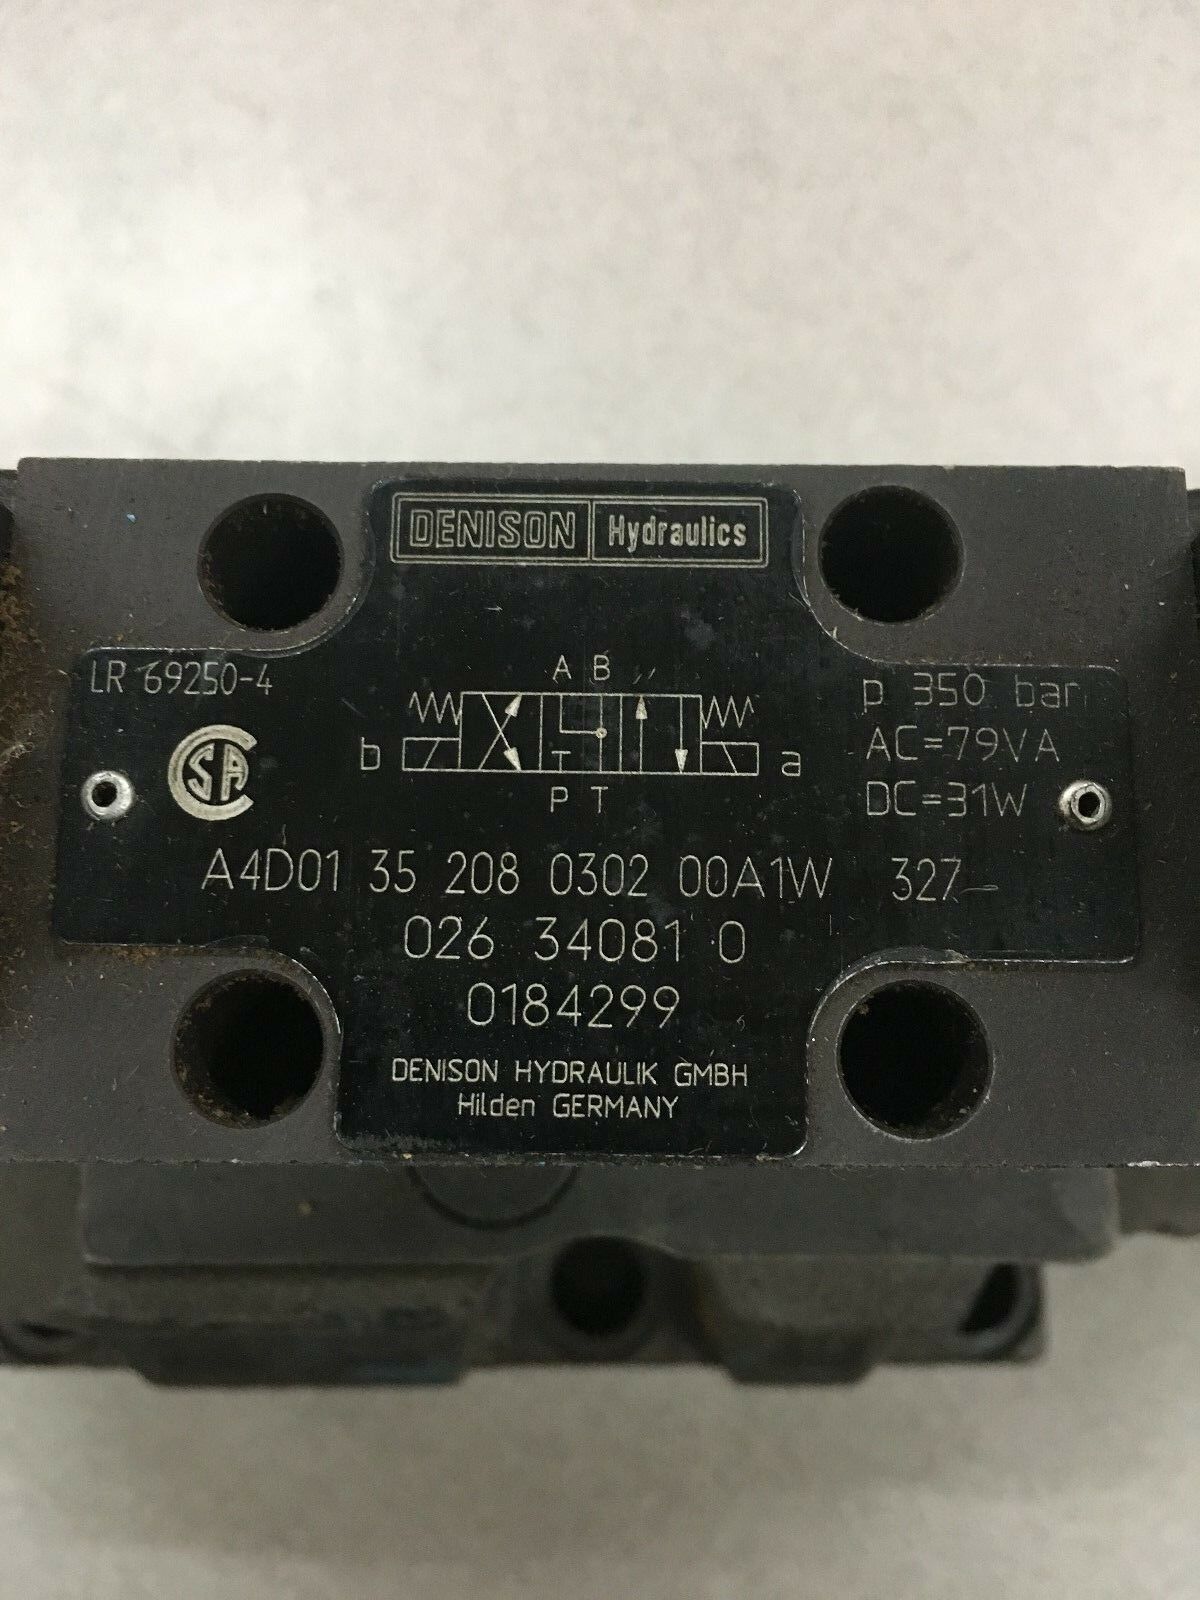 DENISON Hydraulics
LR 69250-4
p 350 bar
AC=79VA
DC=31W
CSA
A B
b T a
P T
A4D01 35 208 0302 00A1W 327
026 34081 0
0184299
DENISON HYDRAULIK GMBH
Hilden GERMANY